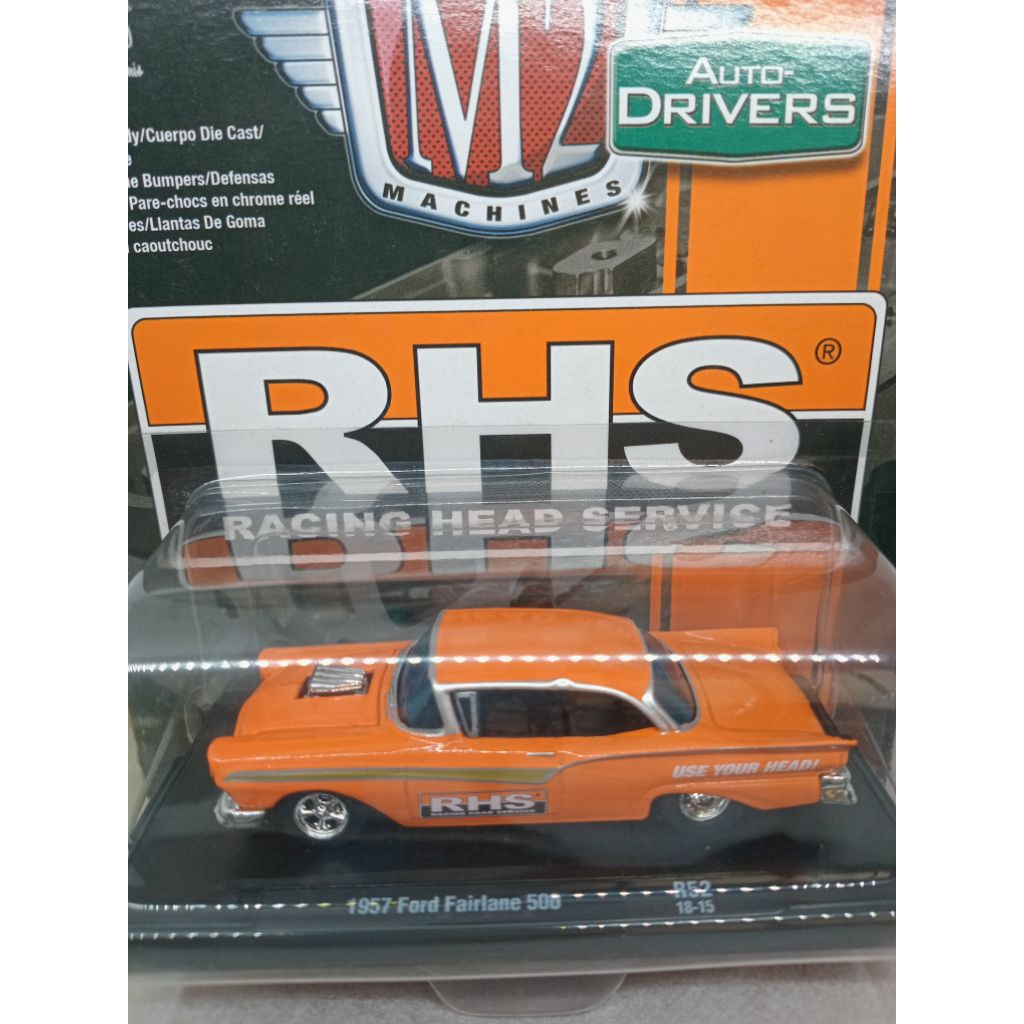 M2
MACHINES
AUTO-
DRIVERS
dy/Cuerpo Die Cast/
e Bumpers/Defensas
Pare-chocs en chrome réel
es/Llantas De Goma
caoutchouc
RHS®
RACING HEAD SERVICE
USE YOUR HEAD!
RHS
RACING HEAD SERVICE
1957 Ford Fairlane 500
R52
18-15